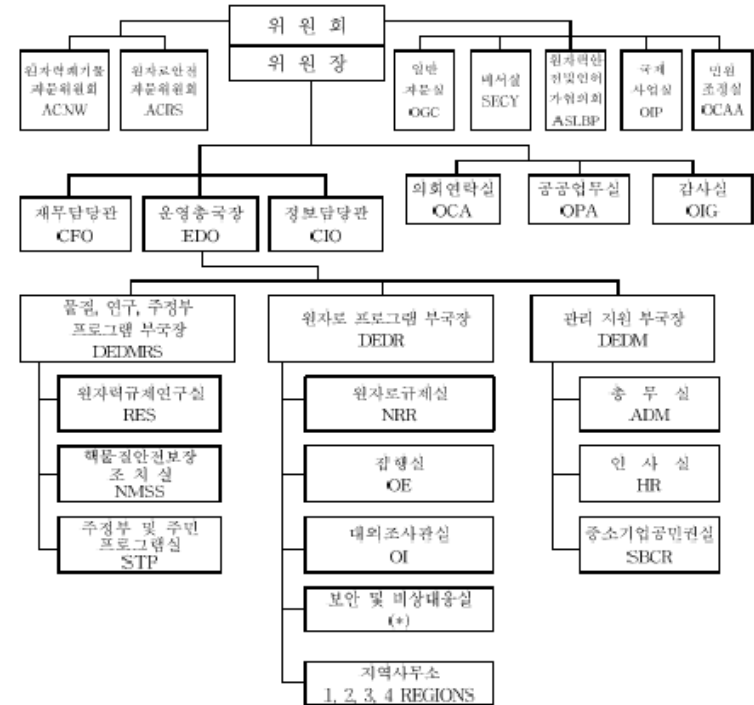 위 원 회
위 원 장
원자력폐기물
자문위원회
ACNW
원자로안전
자문위원회
ACRS
일반
자문실
OGC
비서실
SECY
원자력안
전및인허
가협의회
ASLBP
국제
사업실
OIP
민원
조정실
OCAA
의회연락실
OCA
공공업무실
OPA
감사실
OIG
재무담당관
CFO
운영총국장
EDO
정보담당관
CIO
물질, 연구, 주정부
프로그램 부국장
DEDMRS
원자로 프로그램 부국장
DEDR
관리 지원 부국장
DEDM
원자력규제연구실
RES
핵물질안전보장
조 치 실
NMSS
주정부 및 주민
프로그램실
STP
원자로규제실
NRR
집행실
OE
대외조사관실
OI
보안 및 비상대응실
(*)
지역사무소
1, 2, 3, 4 REGIONS
총 무 실
ADM
인 사 실
HR
중소기업공민권실
SBCR